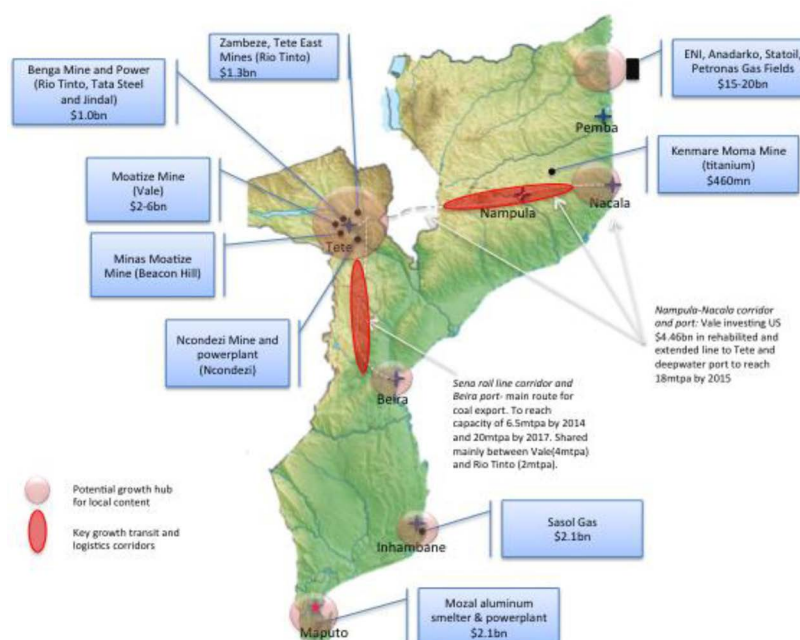 Zambeze, Tete East
Mines (Rio Tinto)
$1.3bn
Benga Mine and Power
(Rio Tinto, Tata Steel
and Jindal)
$1.0bn
ENI, Anadarko, Statoil,
Petronas Gas Fields
$15-20bn
Pemba
Kenmare Moma Mine
(titanium)
$460mn
Moatize Mine
(Vale)
$2-6bn
Nacala
Nampula
Tete
Minas Moatize
Mine (Beacon Hill)
Nampula-Nacala corridor
and port: Vale investing US
$4.46bn in rehabilited and
extended line to Tete and
deepwater port to reach
18mtpa by 2015
Ncondezi Mine and
powerplant
(Ncondezi)
Sena rail line corridor and
Beira port- main route for
coal export. To reach
capacity of 6.5mtpa by 2014
and 20mtpa by 2017. Shared
mainly between Vale(4mtpa)
and Rio Tinto (2mtpa).
Beira
Potential growth hub
for local content
Key growth transit and
logistics corridors
Sasol Gas
$2.1bn
Inhambane
Mozal aluminum
smelter & powerplant
$2.1bn
Maputo